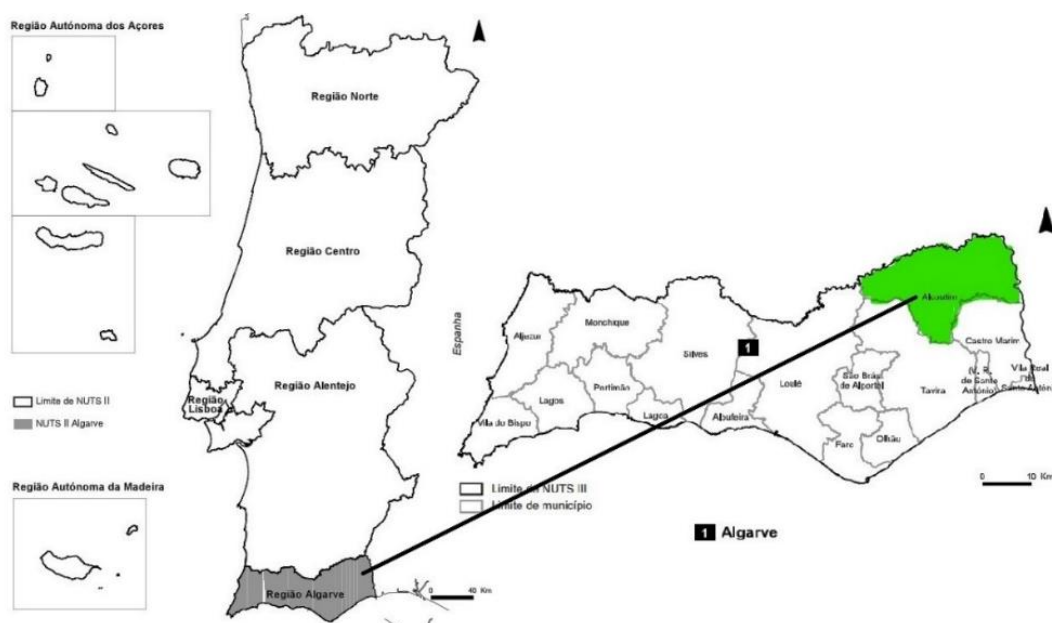 Região Autónoma dos Açores
Região Norte
Região Centro
Região Alentejo
Região
Lisboa
Limite de NUTS II
NUTS II Algarve
Região Autónoma da Madeira
Região Algarve
0 40 Km
Espanha
Aljezur
Monchique
Silves
1
Alcoutim
Castro Marim
Loulé
São Brás
de Alportel
Tavira
(V. R.
de Santo
António)
Vila Real
de
Santo António
Portimão
Lagos
Lagoa
Albufeira
Vila do Bispo
Faro
Olhão
0 10 Km
Limite de NUTS III
Limite de município
1 Algarve